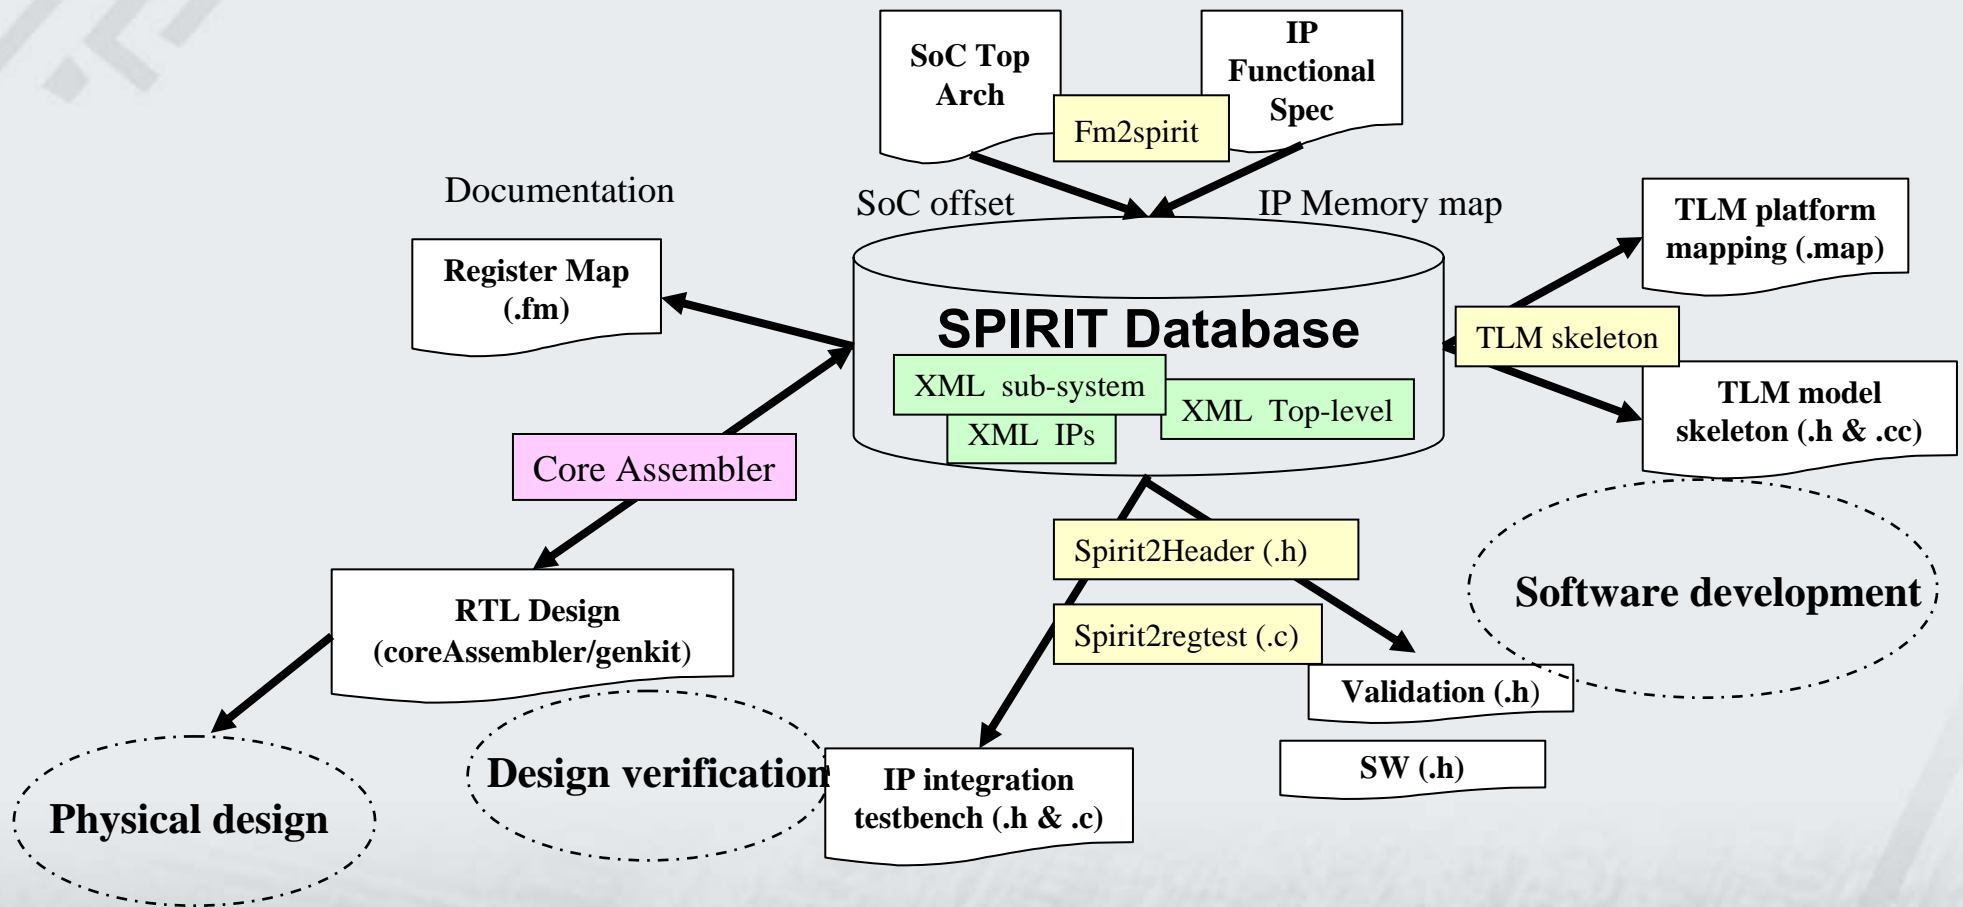 SoC Top
Arch
IP
Functional
Spec
Fm2spirit
Documentation
SoC offset
IP Memory map
Register Map
(.fm)
TLM platform
mapping (.map)
SPIRIT Database
TLM skeleton
XML sub-system
XML Top-level
XML IPs
TLM model
skeleton (.h & .cc)
Core Assembler
Spirit2Header (.h)
Software development
RTL Design
(coreAssembler/genkit)
Spirit2regtest (.c)
Validation (.h)
SW (.h)
Design verification
IP integration
testbench (.h & .c)
Physical design